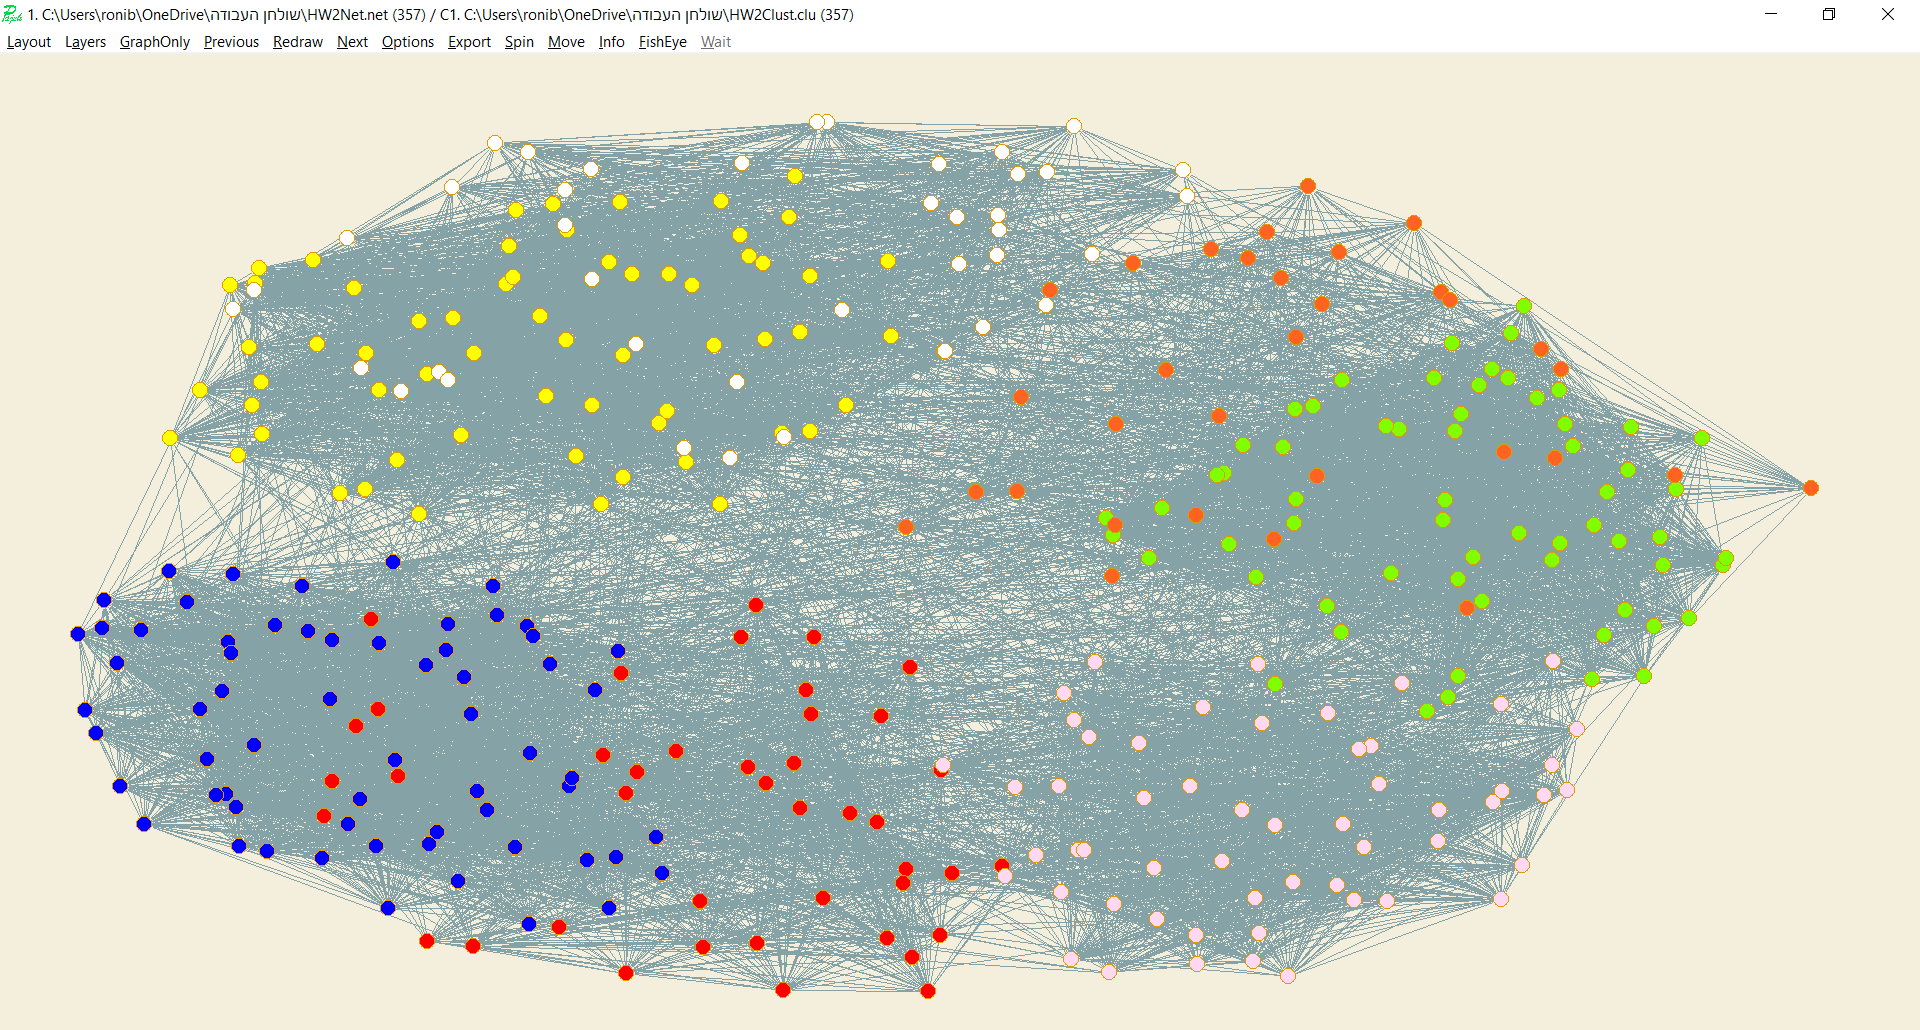 1. C:\Users\ronib\OneDrive\שולחן העבודה\HW2Net.net (357) / C1. C:\Users\ronib\OneDrive\שולחן העבודה\HW2Clust.clu (357)
Layout Layers GraphOnly Previous Redraw Next Options Export Spin Move Info FishEye Wait